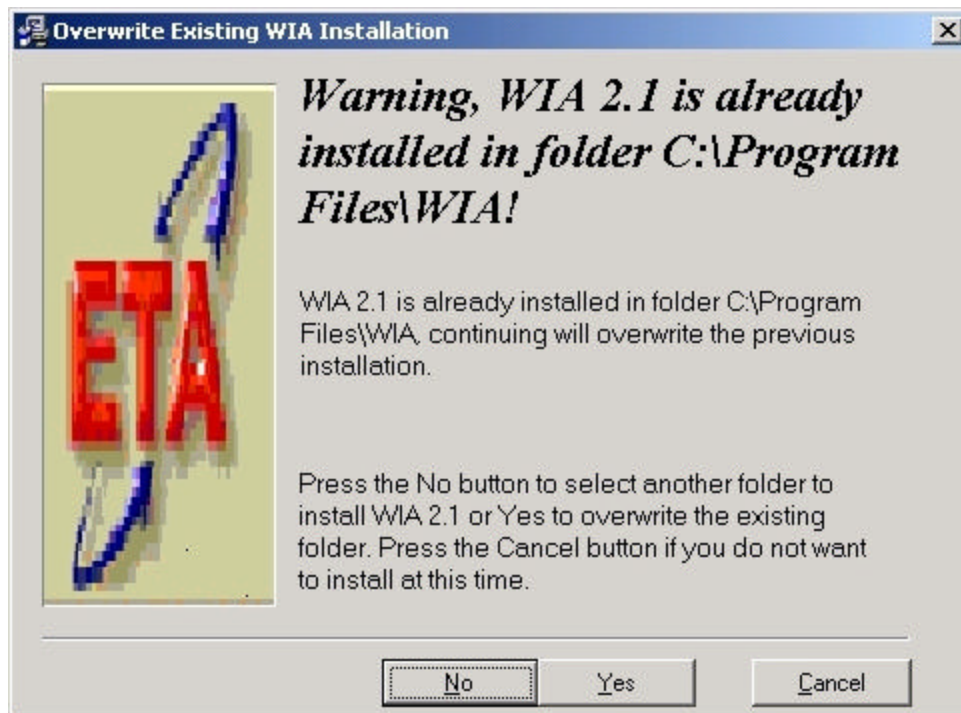 Overwrite Existing WIA Installation
Warning, WIA 2.1 is already
installed in folder C:\Program
Files\WIA!
ETA
WIA 2.1 is already installed in folder C:\Program
Files\WIA, continuing will overwrite the previous
installation.
Press the No button to select another folder to
install WIA 2.1 or Yes to overwrite the existing
folder. Press the Cancel button if you do not want
to install at this time.
No
Yes
Cancel